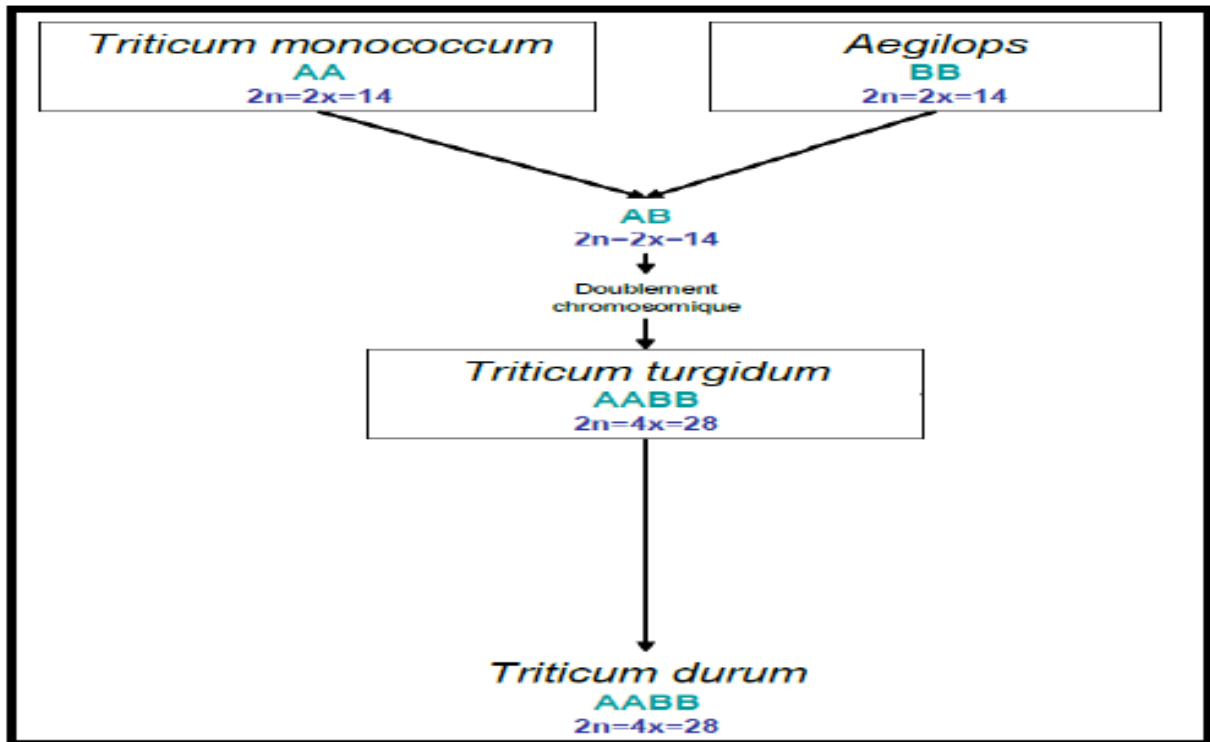 Triticum monococcum
AA
2n=2x=14
Aegilops
BB
2n=2x=14
AB
2n=2x=14
Doublement
chromosomique
Triticum turgidum
AABB
2n=4x=28
Triticum durum
AABB
2n=4x=28